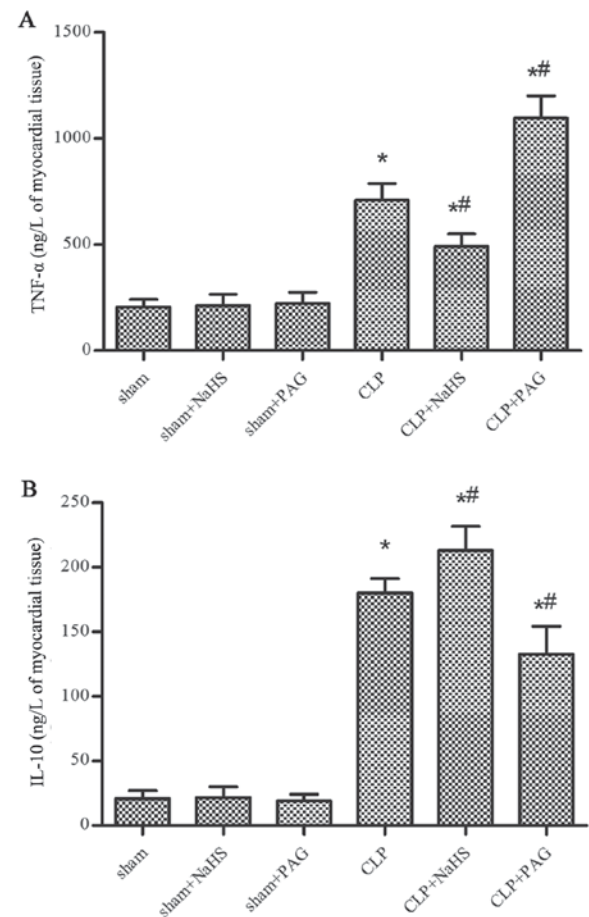 A
TNF-α (ng/L of myocardial tissue)
1500
1000
500
0
*
*#
*#
sham
sham+NaHS
sham+PAG
CLP
CLP+NaHS
CLP+PAG
B
IL-10 (ng/L of myocardial tissue)
250
200
150
100
50
0
*
*#
*#
sham
sham+NaHS
sham+PAG
CLP
CLP+NaHS
CLP+PAG